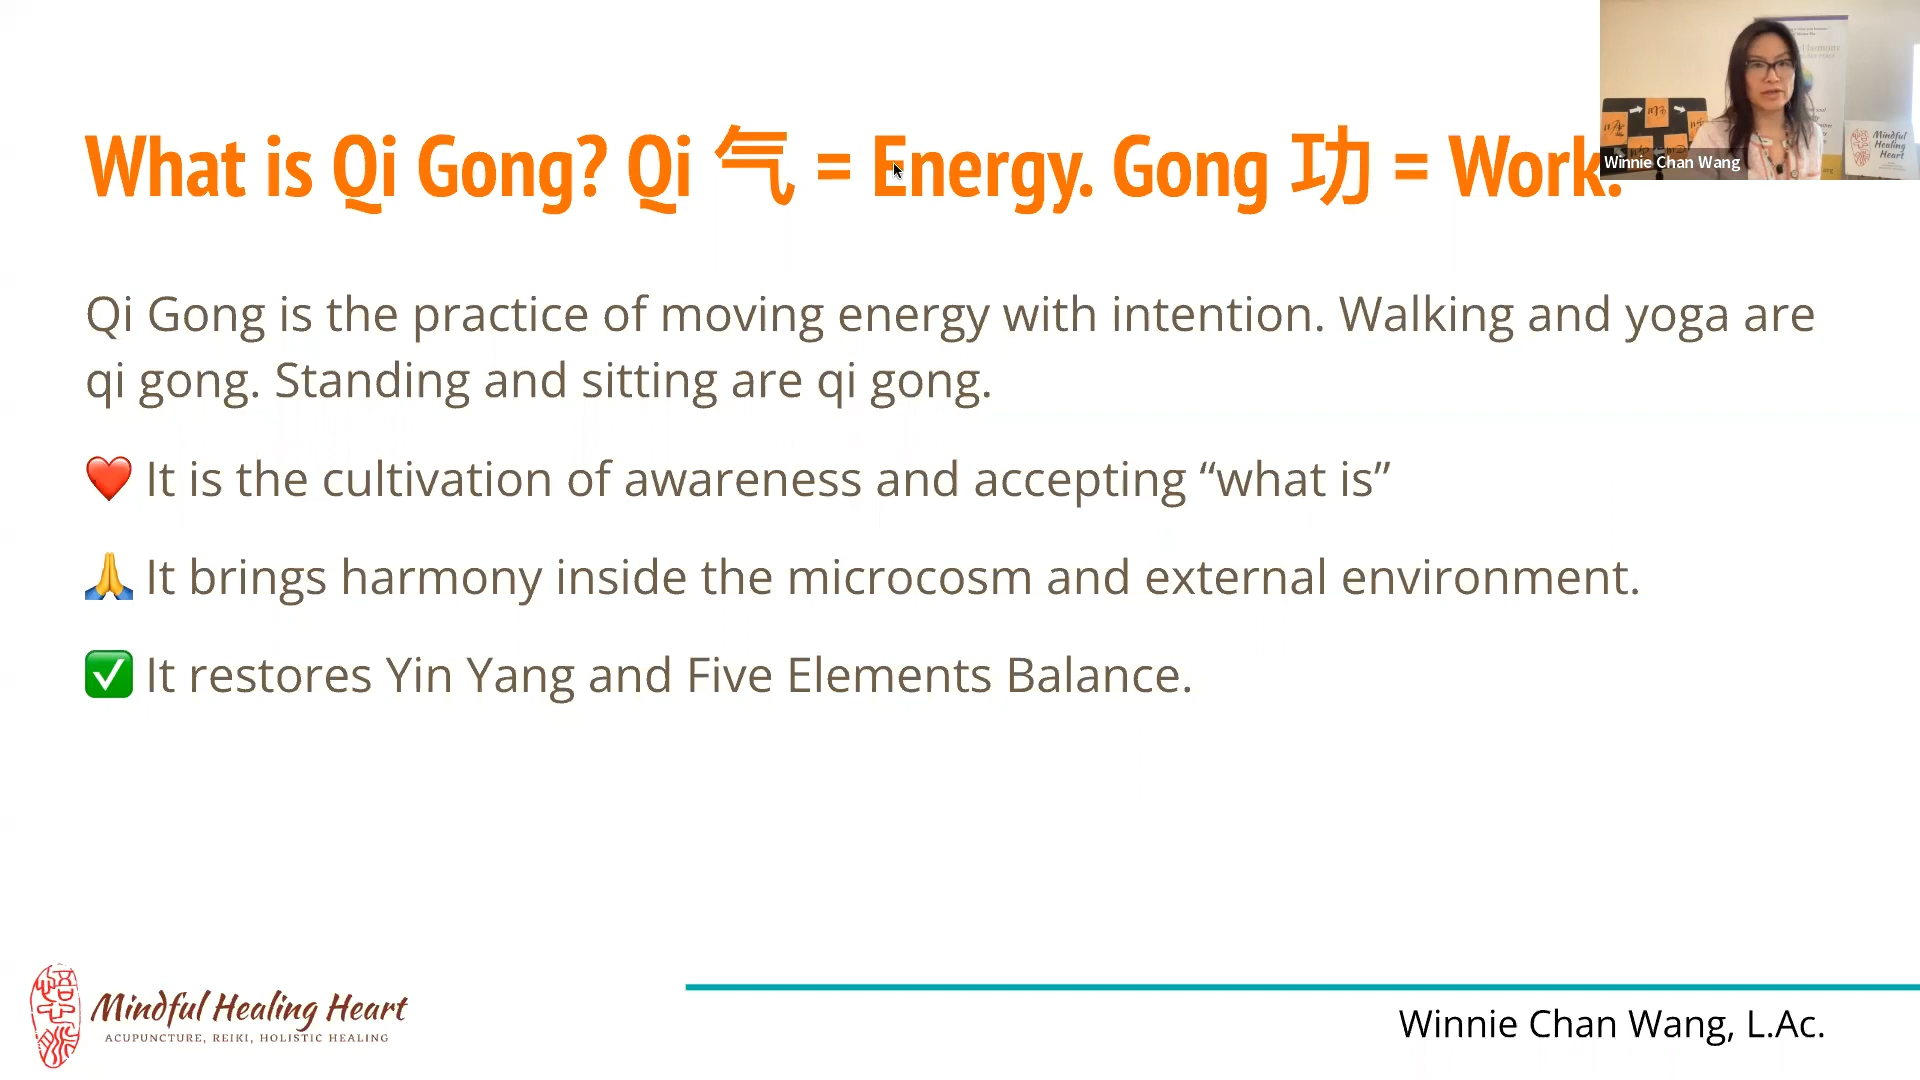 What is Qi Gong? Qi 气 = Energy. Gong 功 = Work.
Winnie Chan Wang
Mindful
Healing
Heart
Qi Gong is the practice of moving energy with intention. Walking and yoga are
qi gong. Standing and sitting are qi gong.
❤️ It is the cultivation of awareness and accepting “what is”
🙏 It brings harmony inside the microcosm and external environment.
✅ It restores Yin Yang and Five Elements Balance.
Mindful Healing Heart
ACUPUNCTURE, REIKI, HOLISTIC HEALING
Winnie Chan Wang, L.Ac.